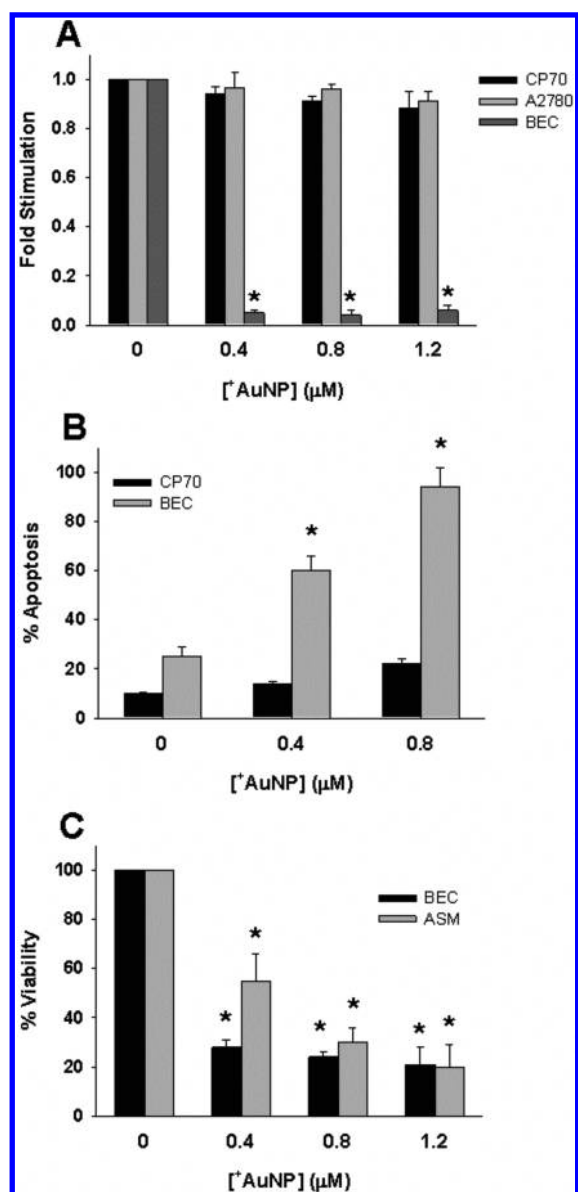 A
1.0
0.8
0.6
0.4
0.2
0.0
Fold Stimulation
CP70
A2780
BEC
* * *
0 0.4 0.8 1.2
[⁺AuNP] (μM)
B
100
80
60
40
20
0
% Apoptosis
CP70
BEC
* *
0 0.4 0.8
[⁺AuNP] (μM)
C
100
80
60
40
20
0
% Viability
BEC
ASM
* * * * * *
0 0.4 0.8 1.2
[⁺AuNP] (μM)